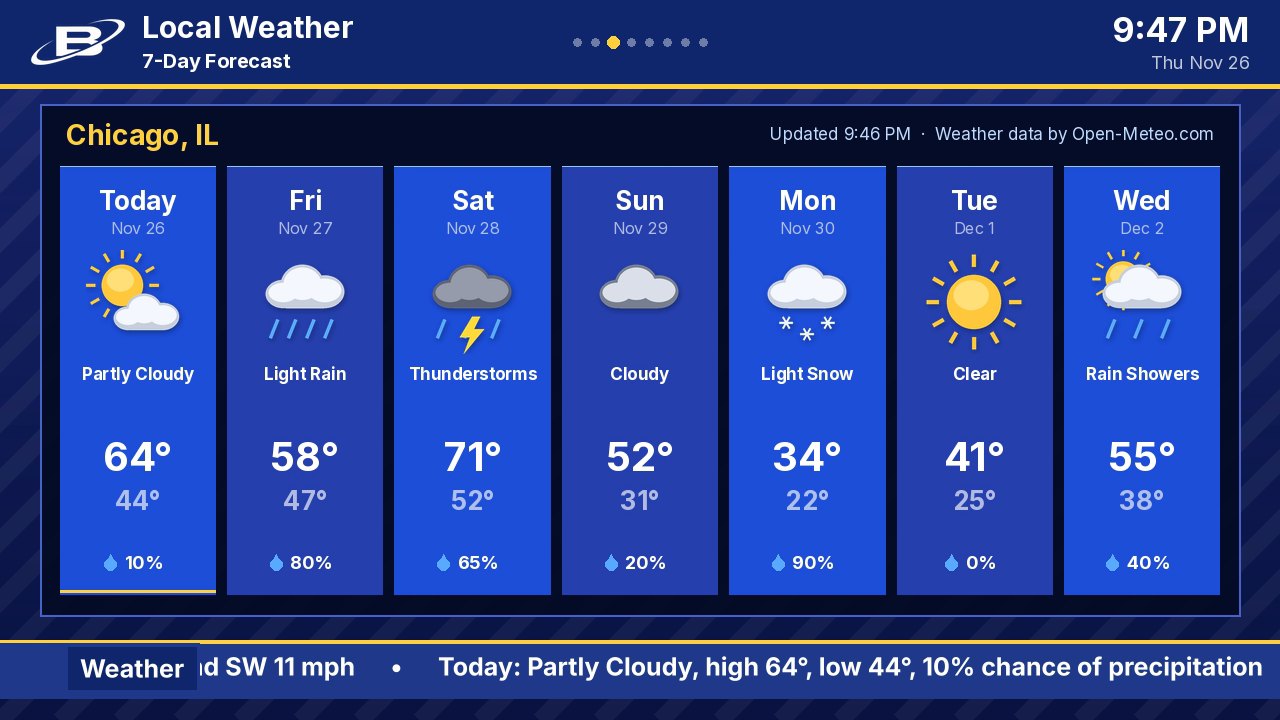 B
Local Weather
7-Day Forecast
9:47 PM
Thu Nov 26
Chicago, IL
Updated 9:46 PM · Weather data by Open-Meteo.com
Today
Nov 26
Partly Cloudy
64°
44°
10%
Fri
Nov 27
Light Rain
58°
47°
80%
Sat
Nov 28
Thunderstorms
71°
52°
65%
Sun
Nov 29
Cloudy
52°
31°
20%
Mon
Nov 30
Light Snow
34°
22°
90%
Tue
Dec 1
Clear
41°
25°
0%
Wed
Dec 2
Rain Showers
55°
38°
40%
Weather
SW 11 mph • Today: Partly Cloudy, high 64°, low 44°, 10% chance of precipitation